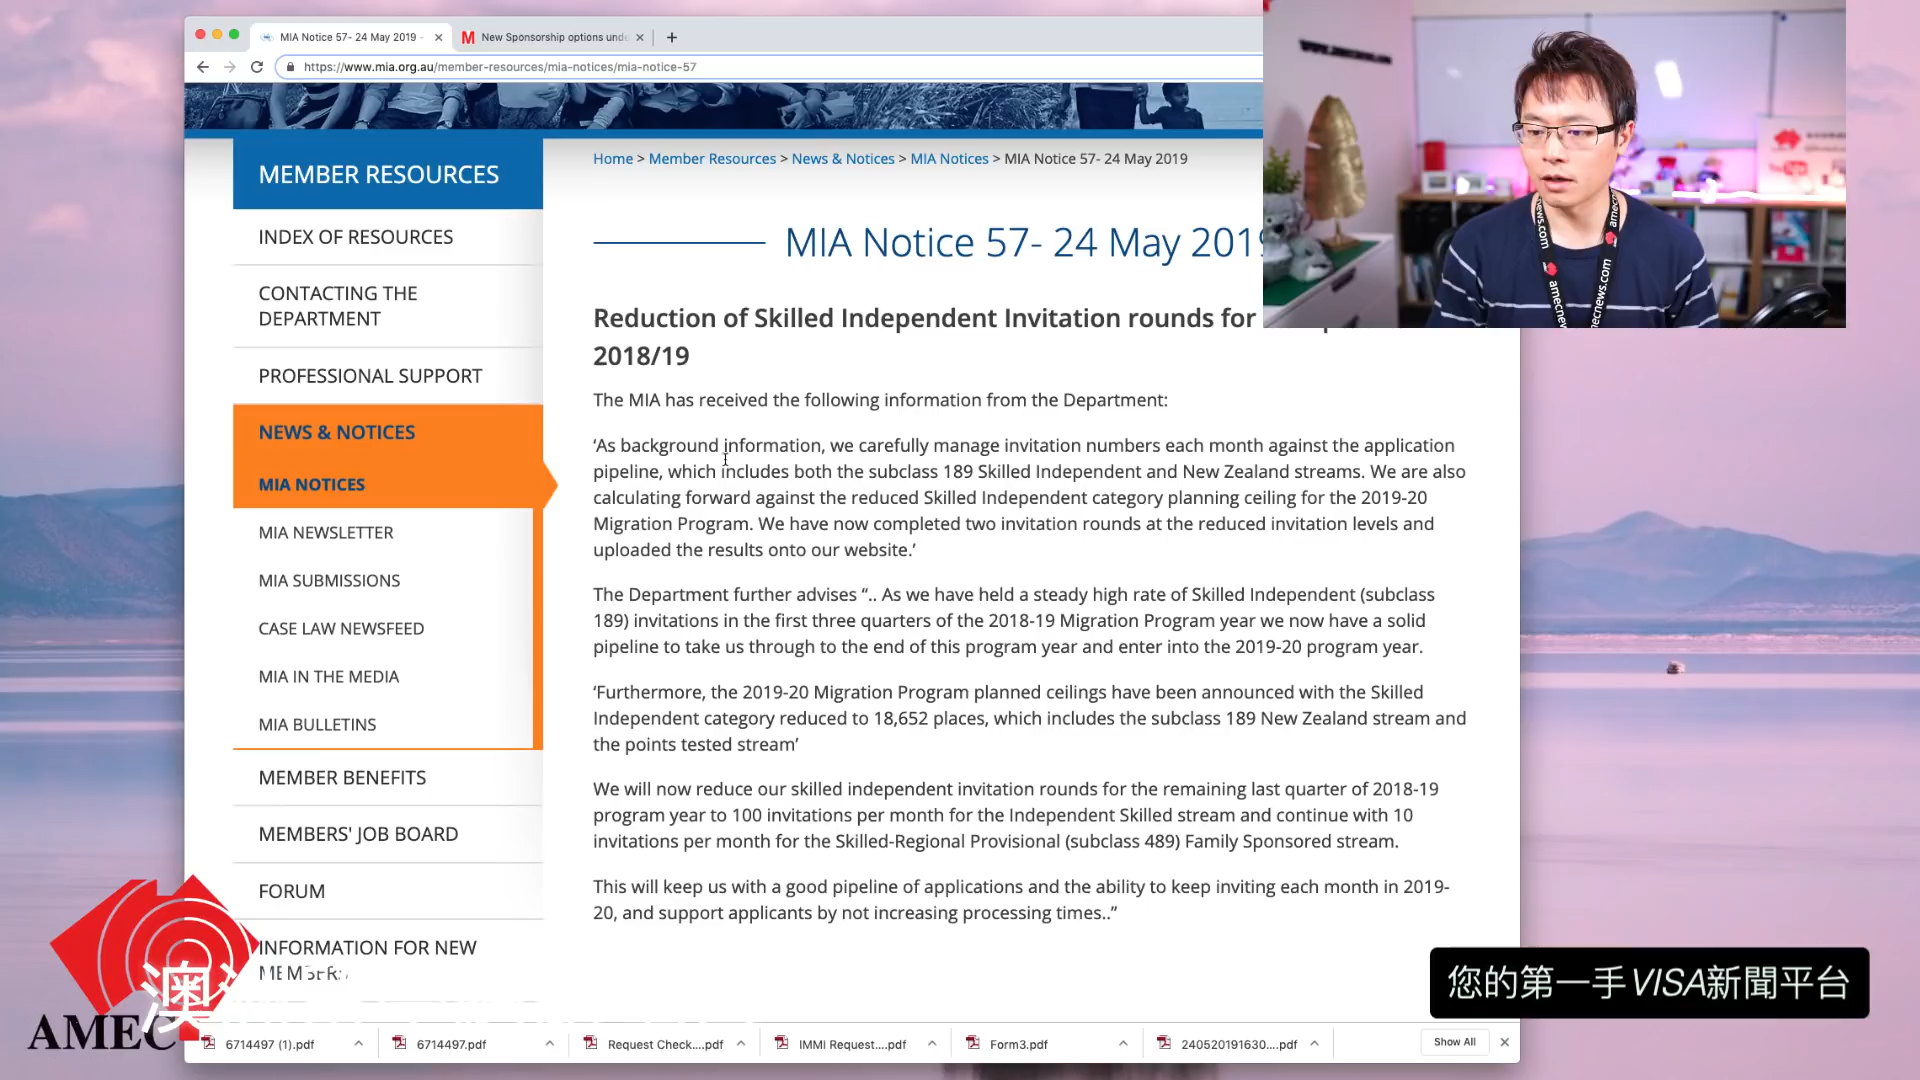 MIA Notice 57- 24 May 2019 -
New Sponsorship options unde
https://www.mia.org.au/member-resources/mia-notices/mia-notice-57
MEMBER RESOURCES
INDEX OF RESOURCES
CONTACTING THE
DEPARTMENT
PROFESSIONAL SUPPORT
NEWS & NOTICES
MIA NOTICES
MIA NEWSLETTER
MIA SUBMISSIONS
CASE LAW NEWSFEED
MIA IN THE MEDIA
MIA BULLETINS
MEMBER BENEFITS
MEMBERS' JOB BOARD
FORUM
INFORMATION FOR NEW
MEMBERS
Home > Member Resources > News & Notices > MIA Notices > MIA Notice 57- 24 May 2019
MIA Notice 57- 24 May 2019
Reduction of Skilled Independent Invitation rounds for
2018/19
The MIA has received the following information from the Department:
‘As background information, we carefully manage invitation numbers each month against the application
pipeline, which includes both the subclass 189 Skilled Independent and New Zealand streams. We are also
calculating forward against the reduced Skilled Independent category planning ceiling for the 2019-20
Migration Program. We have now completed two invitation rounds at the reduced invitation levels and
uploaded the results onto our website.’
The Department further advises “.. As we have held a steady high rate of Skilled Independent (subclass
189) invitations in the first three quarters of the 2018-19 Migration Program year we now have a solid
pipeline to take us through to the end of this program year and enter into the 2019-20 program year.
‘Furthermore, the 2019-20 Migration Program planned ceilings have been announced with the Skilled
Independent category reduced to 18,652 places, which includes the subclass 189 New Zealand stream and
the points tested stream’
We will now reduce our skilled independent invitation rounds for the remaining last quarter of 2018-19
program year to 100 invitations per month for the Independent Skilled stream and continue with 10
invitations per month for the Skilled-Regional Provisional (subclass 489) Family Sponsored stream.
This will keep us with a good pipeline of applications and the ability to keep inviting each month in 2019-
20, and support applicants by not increasing processing times..”
amecnews.com
amecnews.com
AMEC
澳
您的第一手VISA新聞平台
6714497 (1).pdf
6714497.pdf
Request Check....pdf
IMMI Request....pdf
Form3.pdf
240520191630....pdf
Show All